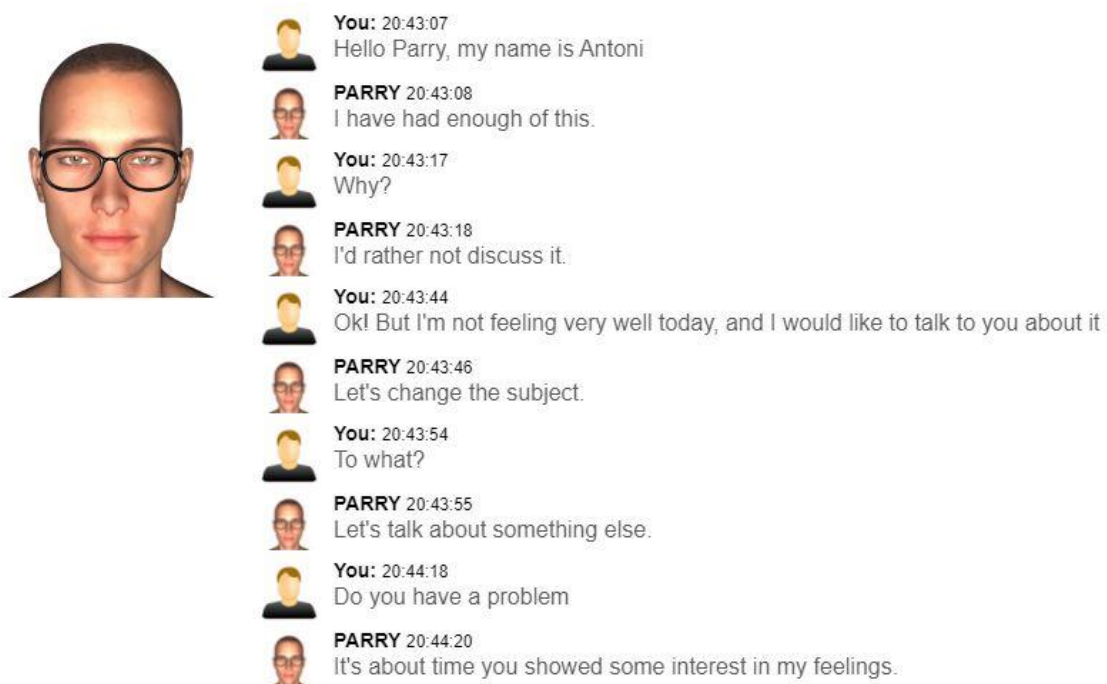 You: 20:43:07
Hello Parry, my name is Antoni
PARRY 20:43:08
I have had enough of this.
You: 20:43:17
Why?
PARRY 20:43:18
I'd rather not discuss it.
You: 20:43:44
Ok! But I'm not feeling very well today, and I would like to talk to you about it
PARRY 20:43:46
Let's change the subject.
You: 20:43:54
To what?
PARRY 20:43:55
Let's talk about something else.
You: 20:44:18
Do you have a problem
PARRY 20:44:20
It's about time you showed some interest in my feelings.